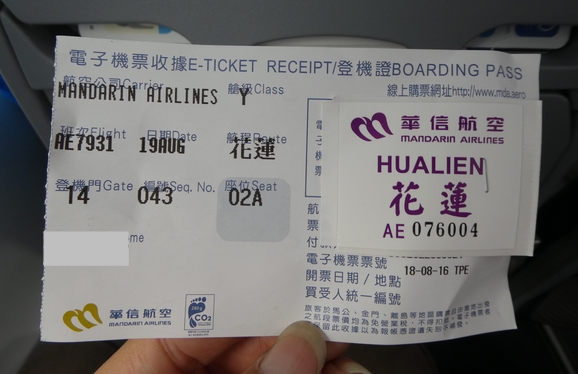 電子機票收據E-TICKET RECEIPT/登機證BOARDING PASS
航空公司Carrier 艙級Class
線上購票網址http://www.mda.aero
MANDARIN AIRLINES Y
班次Flight 日期Date 航程Route
AE7931 19AUG 花蓮
登機門Gate 編號Seq. No. 座位Seat
14 043 02A
華信航空
MANDARIN AIRLINES
HUALIEN
花蓮
AE 076004
電子機票票號
18-08-16 TPE
開票日期/地點
買受人統一編號
華信航空
MANDARIN AIRLINES
CO2